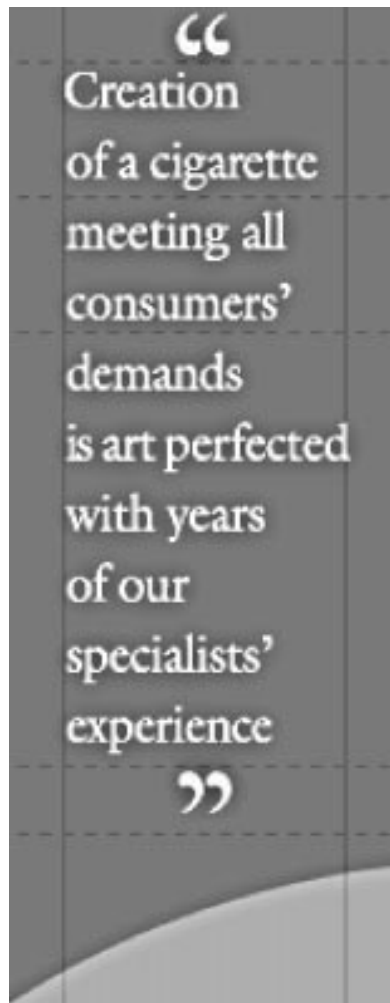 “
Creation
of a cigarette
meeting all
consumers’
demands
is art perfected
with years
of our
specialists’
experience
”